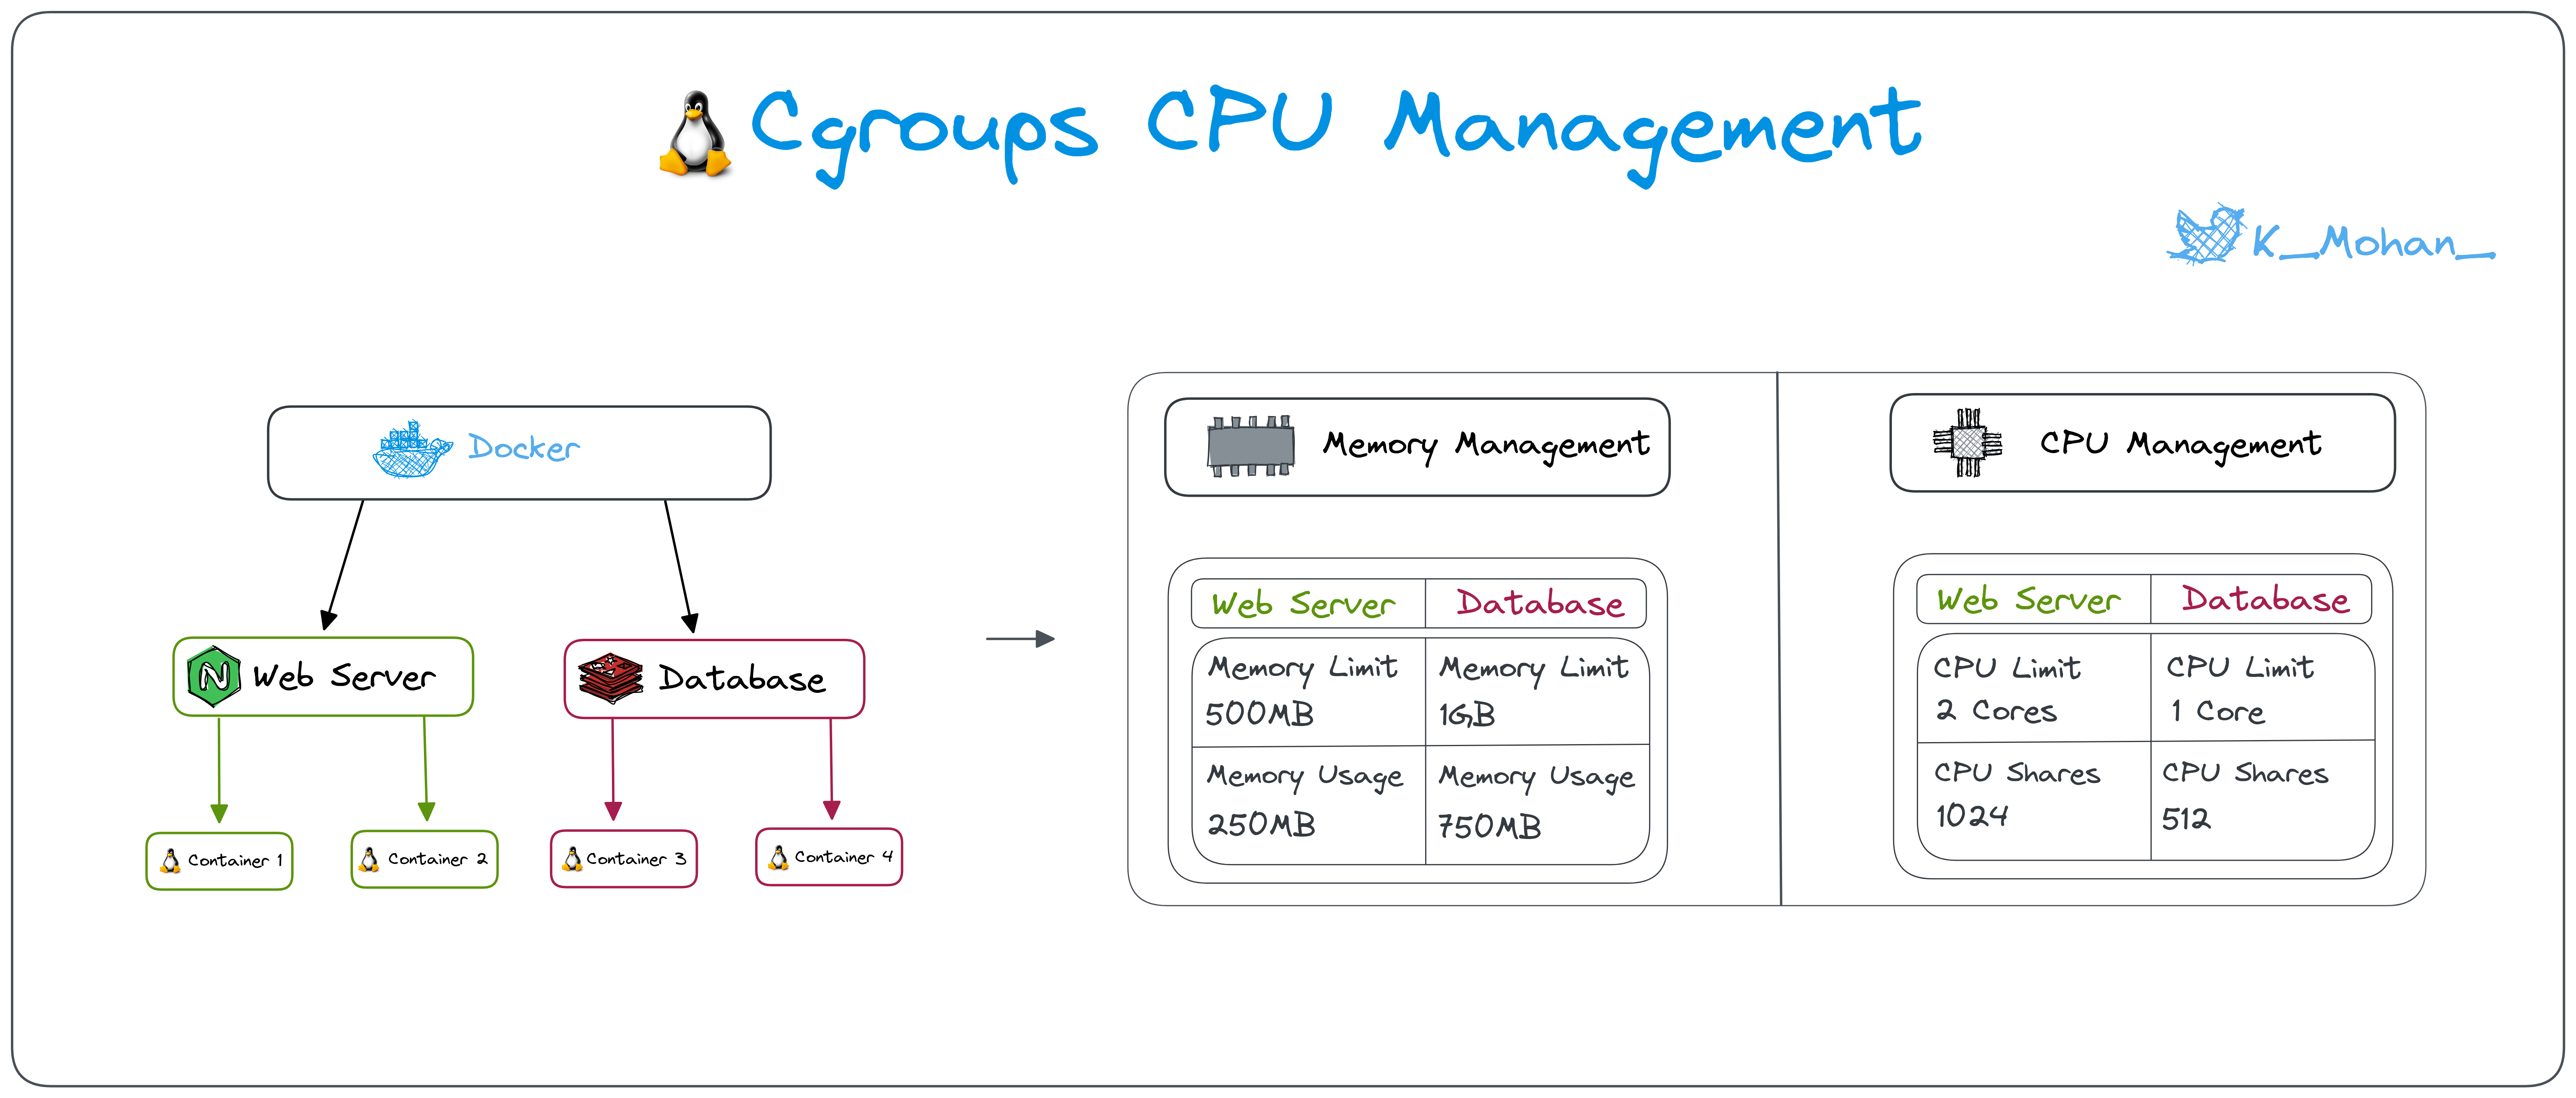 Cgroups CPU Management
K_Mohan_
Docker
Web Server
Database
Container 1
Container 2
Container 3
Container 4
Memory Management
Web Server
Database
Memory Limit
500MB
Memory Limit
1GB
Memory Usage
250MB
Memory Usage
750MB
CPU Management
Web Server
Database
CPU Limit
2 Cores
CPU Limit
1 Core
CPU Shares
1024
CPU Shares
512